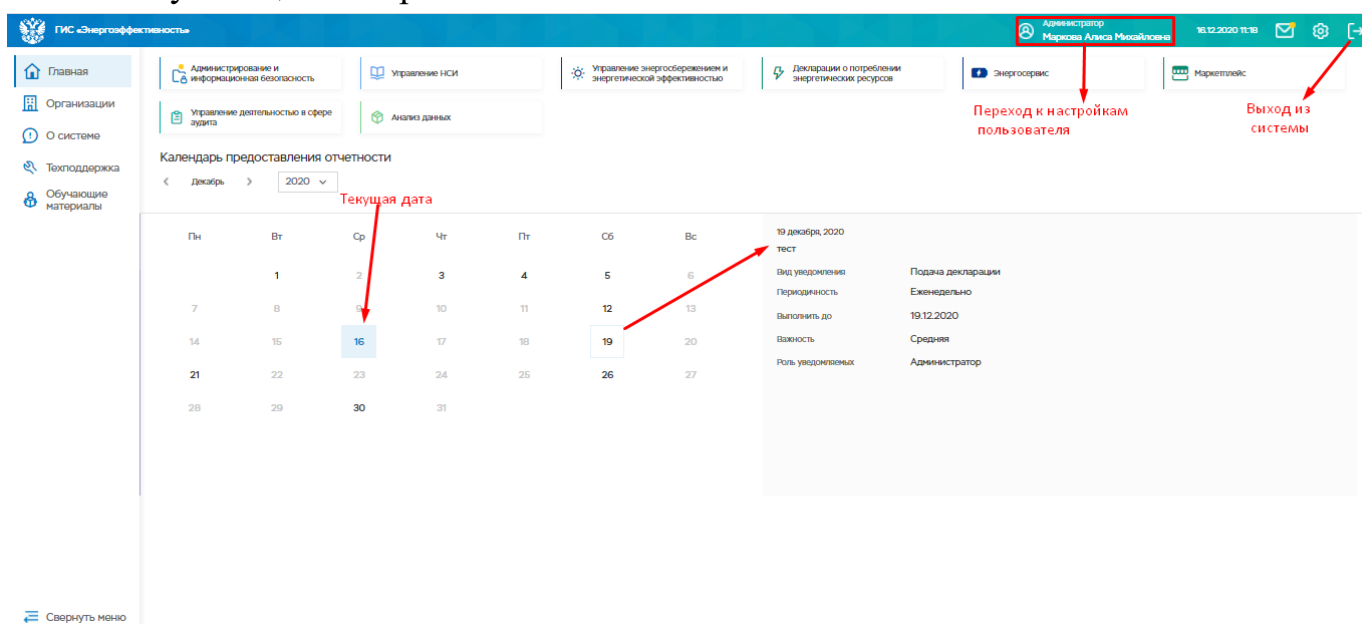 ГИС «Энергоэффективность»
Администратор
Маркова Алиса Михайловна
16.12.2020 11:18
Главная
Организации
О системе
Техподдержка
Обучающие
материалы
Свернуть меню
Администрирование и
информационная безопасность
Управление НСИ
Управление энергосбережением и
энергетической эффективностью
Декларации о потреблении
энергетических ресурсов
Энергосервис
Маркетплейс
Управление деятельностью в сфере
аудита
Анализ данных
Переход к настройкам
пользователя
Выход из
системы
Календарь предоставления отчетности
Декабрь 2020
Текущая дата
Пн Вт Ср Чт Пт Сб Вс
1 2 3 4 5 6
7 8 9 10 11 12 13
14 15 16 17 18 19 20
21 22 23 24 25 26 27
28 29 30 31
19 декабря, 2020
тест
Вид уведомления Подача декларации
Периодичность Еженедельно
Выполнить до 19.12.2020
Важность Средняя
Роль уведомляемых Администратор